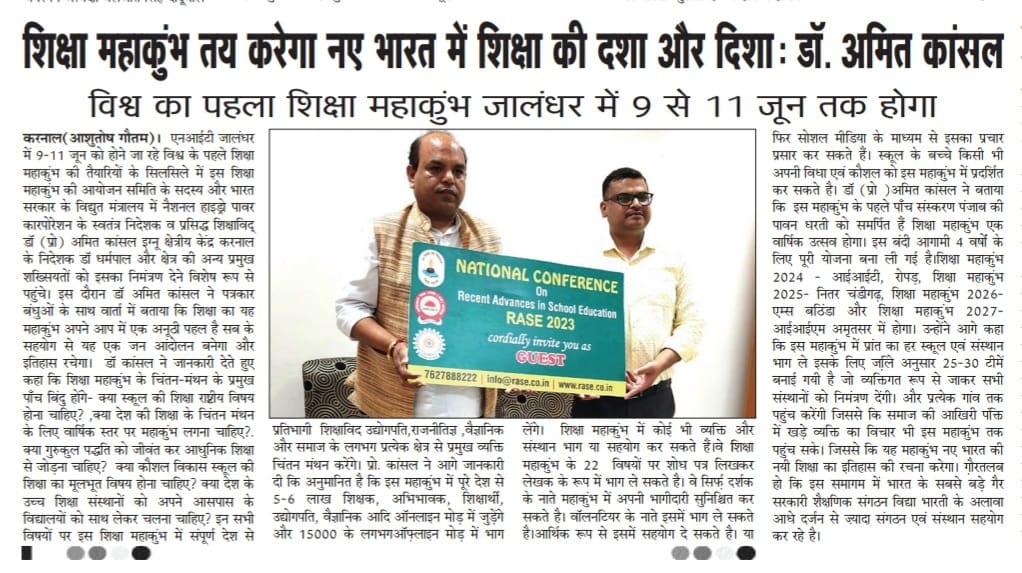 शिक्षा महाकुंभ तय करेगा नए भारत में शिक्षा की दशा और दिशा: डॉ. अमित कांसल
विश्व का पहला शिक्षा महाकुंभ जालंधर में 9 से 11 जून तक होगा
करनाल(आशुतोष गौतम)। एनआईटी जालंधर
में 9-11 जून को होने जा रहे विश्व के पहले शिक्षा
महाकुंभ की तैयारियों के सिलसिले में इस शिक्षा
महाकुंभ की आयोजन समिति के सदस्य और भारत
सरकार के विद्युत मंत्रालय में नैशनल हाइड्रो पावर
कारपोरेशन के स्वतंत्र निदेशक व प्रसिद्ध शिक्षाविद्
डॉ (प्रो) अमित कांसल इग्नू क्षेत्रीय केंद्र करनाल
के निदेशक डॉ धर्मपाल और क्षेत्र की अन्य प्रमुख
शख्सियतों को इसका निमंत्रण देने विशेष रूप से
पहुंचे। इस दौरान डॉ अमित कांसल ने पत्रकार
बंधुओं के साथ वार्ता में बताया कि शिक्षा का यह
महाकुंभ अपने आप में एक अनूठी पहल है सब के
सहयोग से यह एक जन आंदोलन बनेगा और
इतिहास रचेगा। डॉ कांसल ने जानकारी देते हुए
कहा कि शिक्षा महाकुंभ के चिंतन-मंथन के प्रमुख
पाँच बिंदु होंगे- क्या स्कूल की शिक्षा राष्ट्रीय विषय
होना चाहिए? ,क्या देश की शिक्षा के चिंतन मंथन
के लिए वार्षिक स्तर पर महाकुंभ लगना चाहिए?.
क्या गुरुकुल पद्धति को जीवंत कर आधुनिक शिक्षा
से जोड़ना चाहिए? क्या कौशल विकास स्कूल की
शिक्षा का मूलभूत विषय होना चाहिए? क्या देश के
उच्च शिक्षा संस्थानों को अपने आसपास के
विद्यालयों को साथ लेकर चलना चाहिए? इन सभी
विषयों पर इस शिक्षा महाकुंभ में संपूर्ण देश से
NATIONAL CONFERENCE
On
Recent Advances in School Education
RASE 2023
cordially invite you as
GUEST
7627888222 | info@rase.co.in | www.rase.co.in
प्रतिभागी शिक्षाविद उद्योगपति,राजनीतिज्ञ ,वैज्ञानिक
और समाज के लगभग प्रत्येक क्षेत्र से प्रमुख व्यक्ति
चिंतन मंथन करेंगे। प्रो. कांसल ने आगे जानकारी
दी कि अनुमानित है कि इस महाकुंभ में पूरे देश से
5-6 लाख शिक्षक, अभिभावक, शिक्षार्थी,
उद्योगपति, वैज्ञानिक आदि ऑनलाइन मोड़ में जुड़ेंगे
और 15000 के लगभगऑफ़्लाइन मोड़ में भाग
लेंगे। शिक्षा महाकुंभ में कोई भी व्यक्ति और
संस्थान भाग या सहयोग कर सकते हैं।वे शिक्षा
महाकुंभ के 22 विषयों पर शोध पत्र लिखकर
लेखक के रूप में भाग ले सकते है। वे सिर्फ़ दर्शक
के नाते महाकुंभ में अपनी भागीदारी सुनिश्चित कर
सकते है। वॉलनटियर के नाते इसमें भाग ले सकते
है।आर्थिक रूप से इसमें सहयोग दे सकते है। या
फिर सोशल मीडिया के माध्यम से इसका प्रचार
प्रसार कर सकते हैं। स्कूल के बच्चे किसी भी
अपनी विधा एवं कौशल को इस महाकुंभ में प्रदर्शित
कर सकते है। डॉ (प्रो )अमित कांसल ने बताया
कि इस महाकुंभ के पहले पाँच संस्करण पंजाब की
पावन धरती को समर्पित हैं शिक्षा महाकुंभ एक
वार्षिक उत्सव होगा। इस बंदी आगामी 4 वर्षों के
लिए पूरी योजना बना ली गई है।शिक्षा महाकुंभ
2024 - आईआईटी, रोपड़, शिक्षा महाकुंभ
2025- नितर चंडीगढ़, शिक्षा महाकुंभ 2026-
एम्स बठिंडा और शिक्षा महाकुंभ 2027-
आईआईएम अमृतसर में होगा। उन्होंने आगे कहा
कि इस महाकुंभ में प्रांत का हर स्कूल एवं संस्थान
भाग ले इसके लिए जि़ले अनुसार 25-30 टीमें
बनाई गयी है जो व्यक्तिगत रूप से जाकर सभी
संस्थानों को निमंत्रण देंगी। और प्रत्येक गांव तक
पहुंच करेंगी जिससे कि समाज की आखिरी पंक्ति
में खड़े व्यक्ति का विचार भी इस महाकुंभ तक
पहुंच सके। जिससे कि यह महाकुंभ नए भारत की
नयी शिक्षा का इतिहास की रचना करेगा। गौरतलब
हो कि इस समागम में भारत के सबसे बड़े गैर
सरकारी शैक्षणिक संगठन विद्या भारती के अलावा
आधे दर्जन से ज़्यादा संगठन एवं संस्थान सहयोग
कर रहे है।